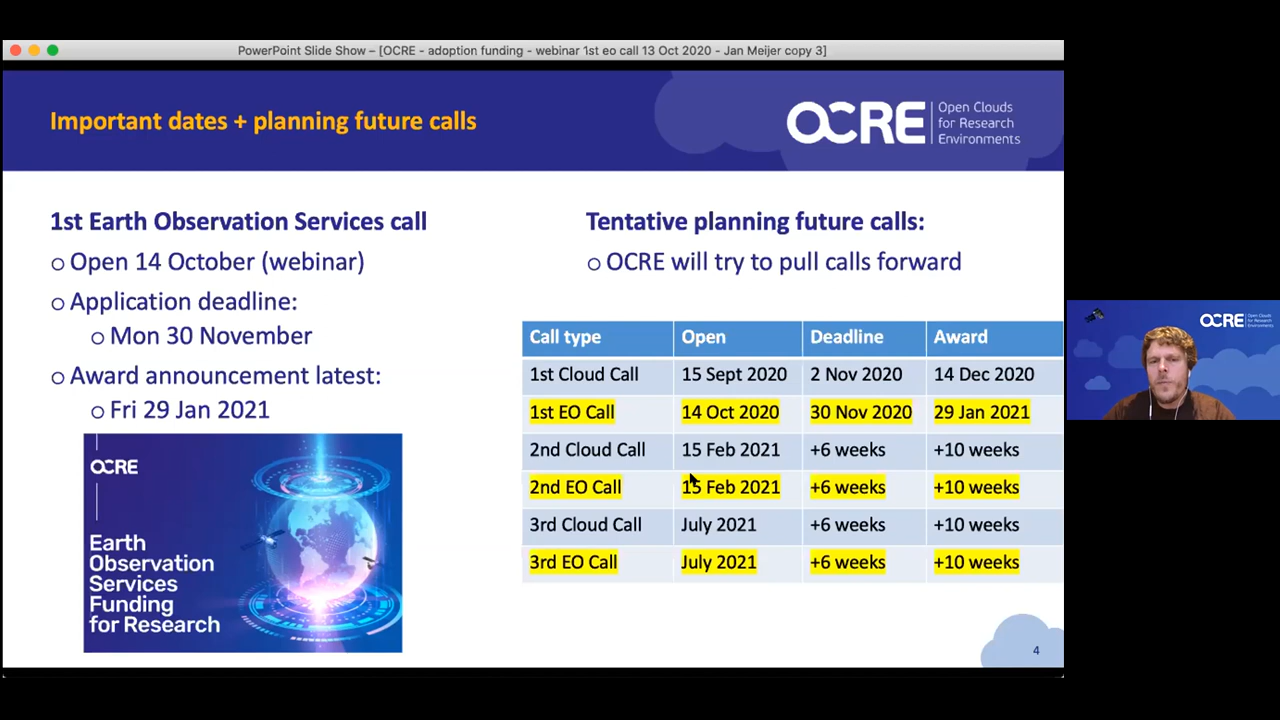 PowerPoint Slide Show – [OCRE - adoption funding - webinar 1st eo call 13 Oct 2020 - Jan Meijer copy 3]
Important dates + planning future calls
OCRE
Open Clouds
for Research
Environments
1st Earth Observation Services call
Open 14 October (webinar)
Application deadline:
Mon 30 November
Award announcement latest:
Fri 29 Jan 2021
OCRE
Earth
Observation
Services
Funding
for Research
Tentative planning future calls:
OCRE will try to pull calls forward
Call type Open Deadline Award
1st Cloud Call 15 Sept 2020 2 Nov 2020 14 Dec 2020
1st EO Call 14 Oct 2020 30 Nov 2020 29 Jan 2021
2nd Cloud Call 15 Feb 2021 +6 weeks +10 weeks
2nd EO Call 15 Feb 2021 +6 weeks +10 weeks
3rd Cloud Call July 2021 +6 weeks +10 weeks
3rd EO Call July 2021 +6 weeks +10 weeks
4
OCRE
Open Clouds
for Research
Environments